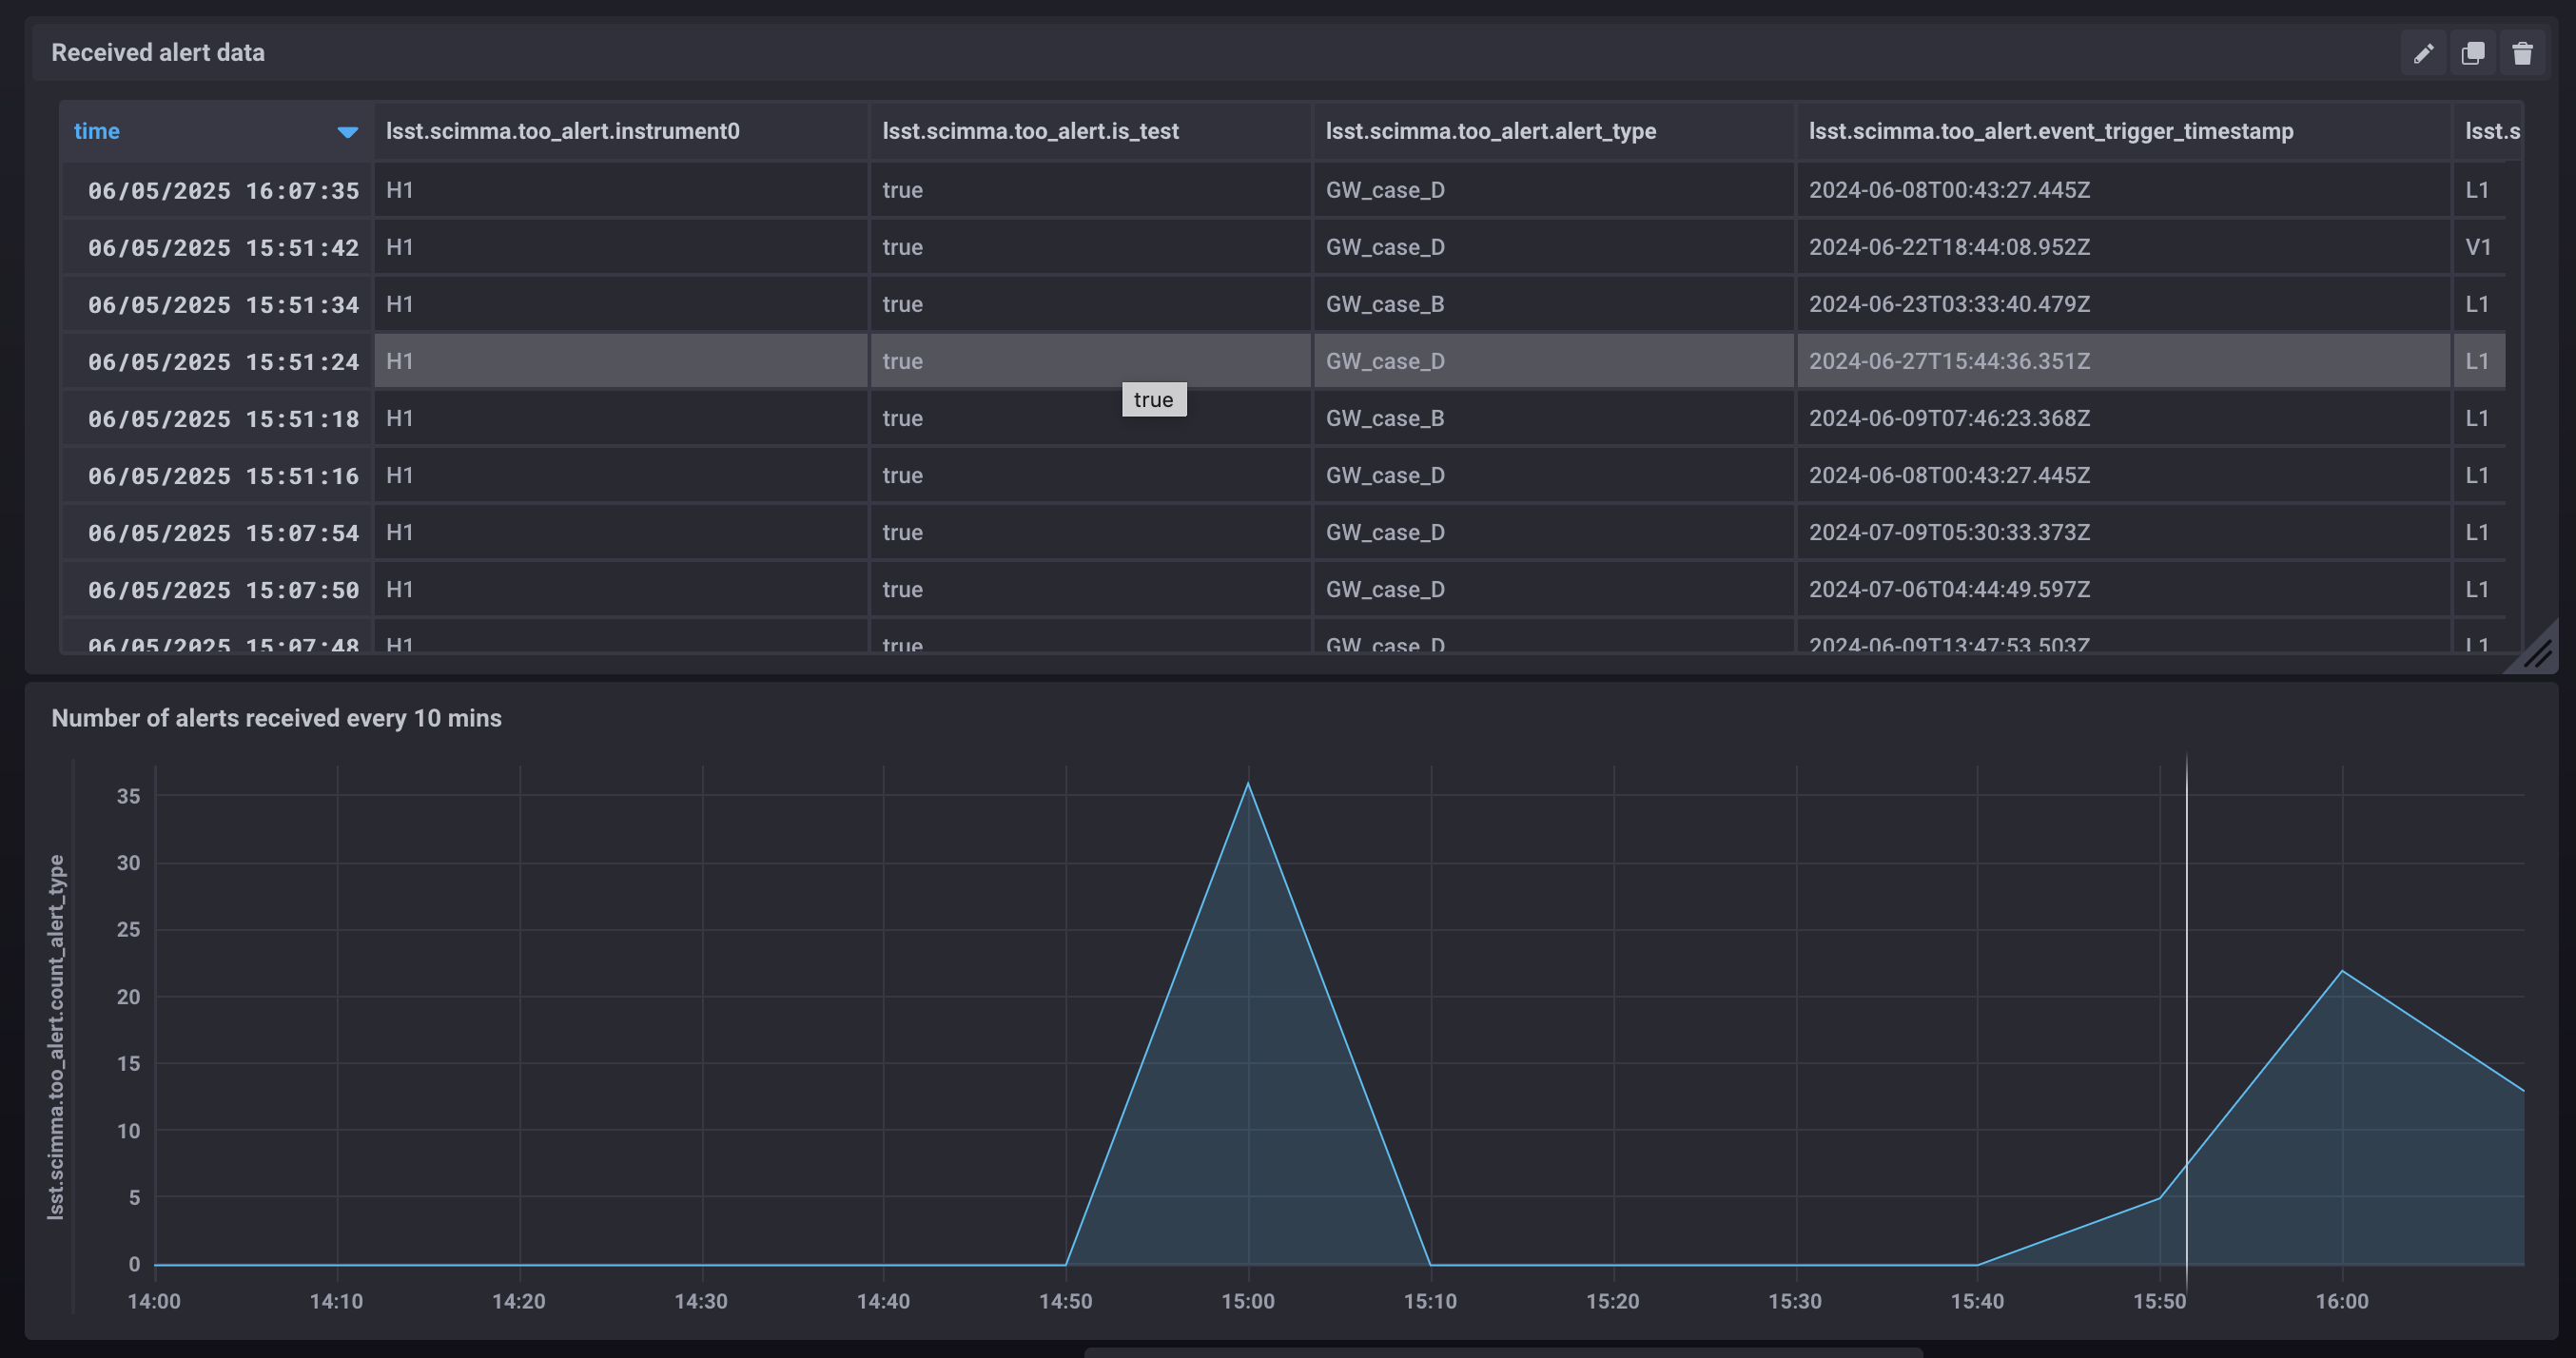 Received alert data
time lsst.scimma.too_alert.instrument0 lsst.scimma.too_alert.is_test lsst.scimma.too_alert.alert_type lsst.scimma.too_alert.event_trigger_timestamp lsst.s
06/05/2025 16:07:35 H1 true GW_case_D 2024-06-08T00:43:27.445Z L1
06/05/2025 15:51:42 H1 true GW_case_D 2024-06-22T18:44:08.952Z V1
06/05/2025 15:51:34 H1 true GW_case_B 2024-06-23T03:33:40.479Z L1
06/05/2025 15:51:24 H1 true GW_case_D 2024-06-27T15:44:36.351Z L1
true
06/05/2025 15:51:18 H1 true GW_case_B 2024-06-09T07:46:23.368Z L1
06/05/2025 15:51:16 H1 true GW_case_D 2024-06-08T00:43:27.445Z L1
06/05/2025 15:07:54 H1 true GW_case_D 2024-07-09T05:30:33.373Z L1
06/05/2025 15:07:50 H1 true GW_case_D 2024-07-06T04:44:49.597Z L1
06/05/2025 15:07:48 H1 true GW_case_D 2024-06-09T13:47:53.503Z L1
Number of alerts received every 10 mins
lsst.scimma.too_alert.count_alert_type
35
30
25
20
15
10
5
0
14:00 14:10 14:20 14:30 14:40 14:50 15:00 15:10 15:20 15:30 15:40 15:50 16:00